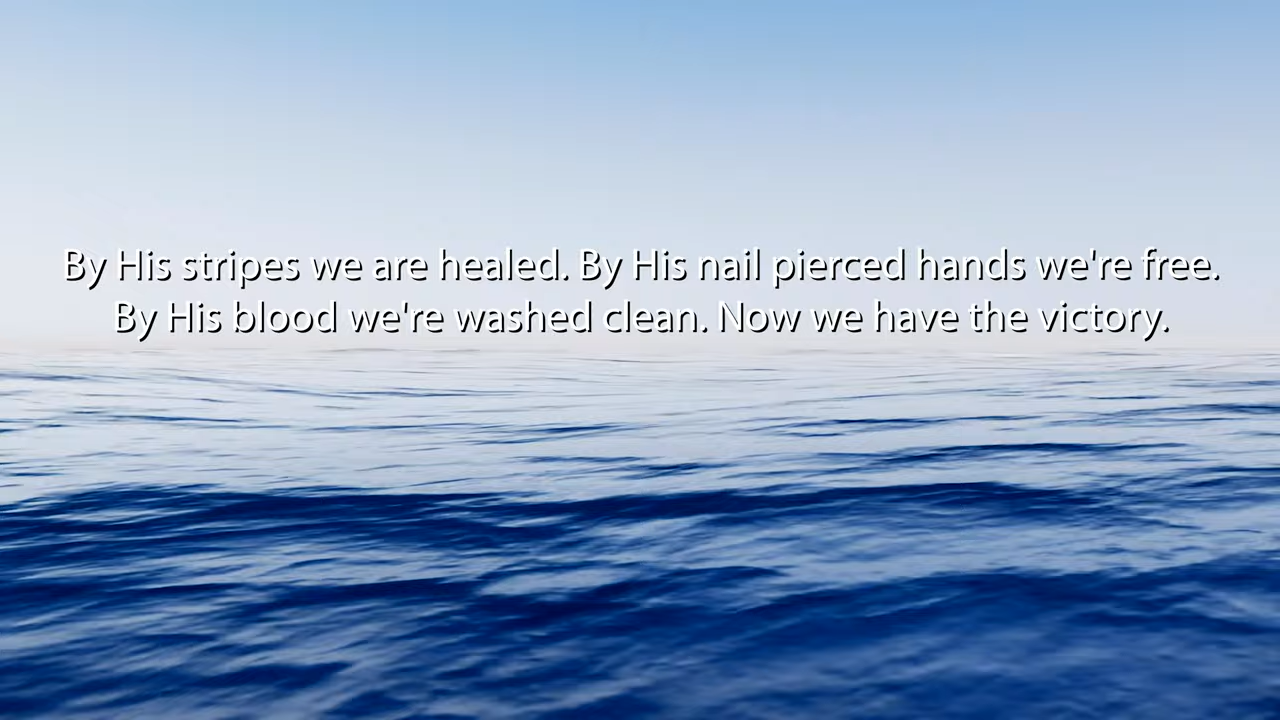 By His stripes we are healed. By His nail pierced hands we're free.
By His blood we're washed clean. Now we have the victory.